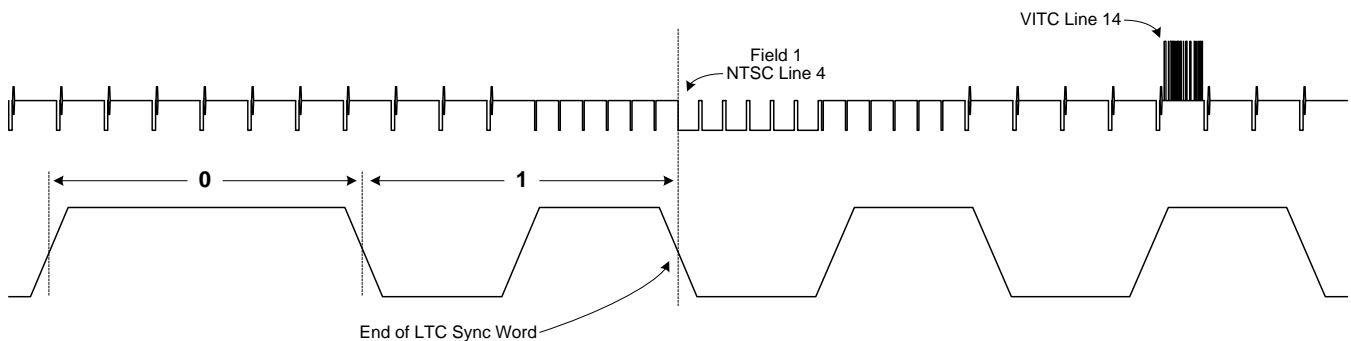 VITC Line 14
Field 1
NTSC Line 4
0
1
End of LTC Sync Word